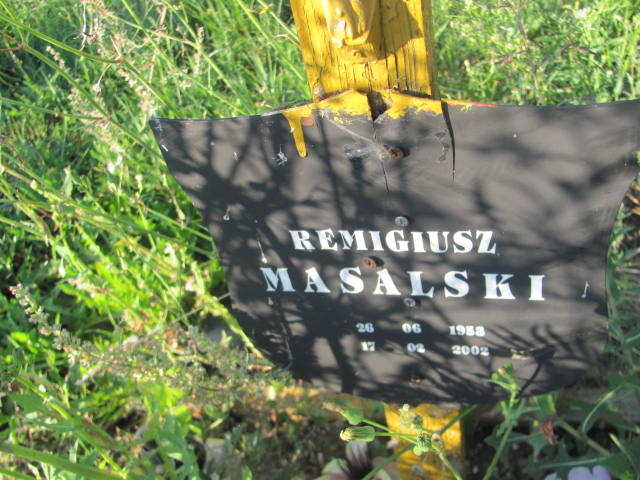 REMIGIUSZ
MASALSKI
26 06 1953
17 02 2002